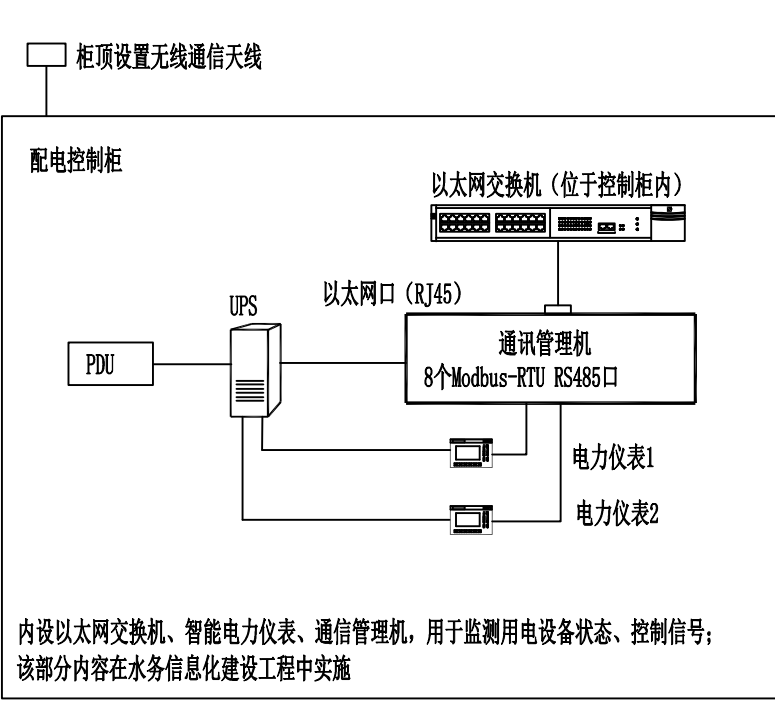 柜顶设置无线通信天线
配电控制柜
以太网交换机（位于控制柜内）
UPS
以太网口（RJ45）
PDU
通讯管理机
8个Modbus-RTU RS485口
电力仪表1
电力仪表2
内设以太网交换机、智能电力仪表、通信管理机，用于监测用电设备状态、控制信号；
该部分内容在水务信息化建设工程中实施